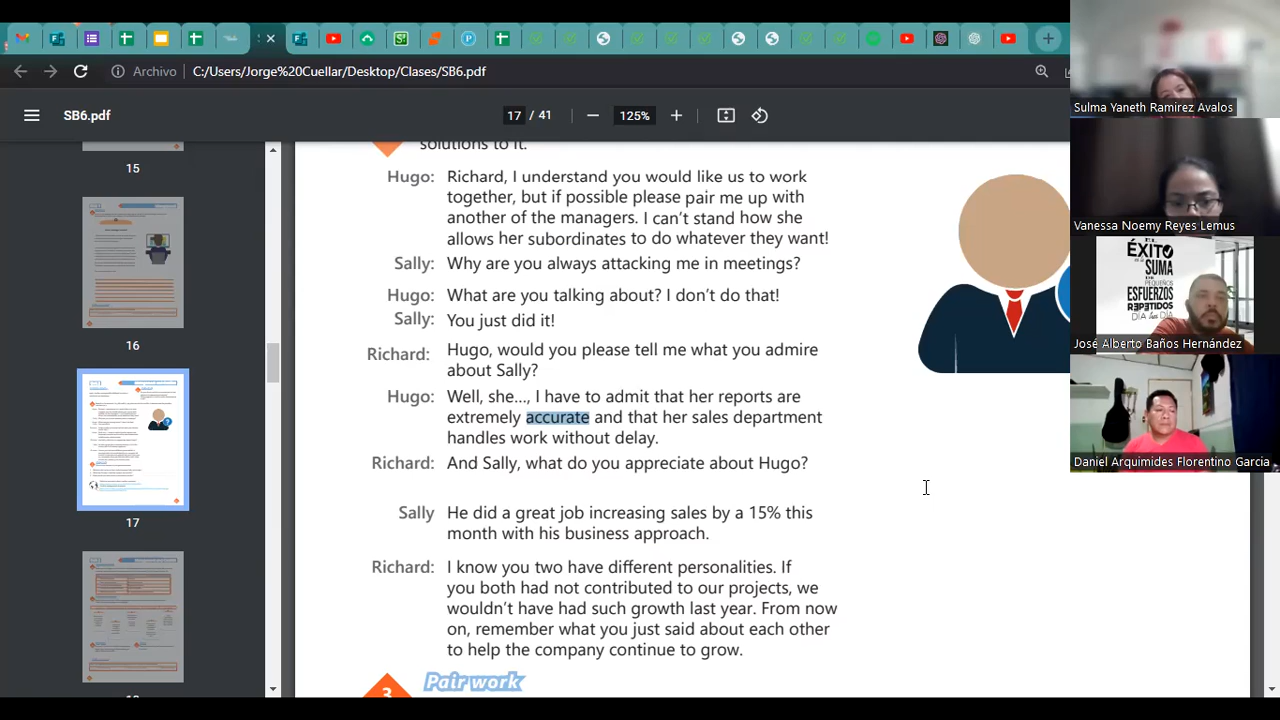 Archivo
C:/Users/Jorge%20Cuellar/Desktop/Clases/SB6.pdf
SB6.pdf
17 / 41
125%
15
16
17
solutions to it.
Hugo: Richard, I understand you would like us to work
together, but if possible please pair me up with
another of the managers. I can't stand how she
allows her subordinates to do whatever they want!
Sally: Why are you always attacking me in meetings?
Hugo: What are you talking about? I don't do that!
Sally: You just did it!
Richard: Hugo, would you please tell me what you admire
about Sally?
Hugo: Well, she..., I have to admit that her reports are
extremely accurate and that her sales department
handles work without delay.
Richard: And Sally, what do you appreciate about Hugo?
Sally He did a great job increasing sales by a 15% this
month with his business approach.
Richard: I know you two have different personalities. If
you both had not contributed to our projects, we
wouldn't have had such growth last year. From now
on, remember what you just said about each other
to help the company continue to grow.
3 Pair work
Sulma Yaneth Ramirez Avalos
Vanessa Noemy Reyes Lemus
ÉXITO
SUMA
ESFUERZOS
REPETIDOS
DÍA DÍA
José Alberto Baños Hernández
Daniel Arquimides Florentino Garcia